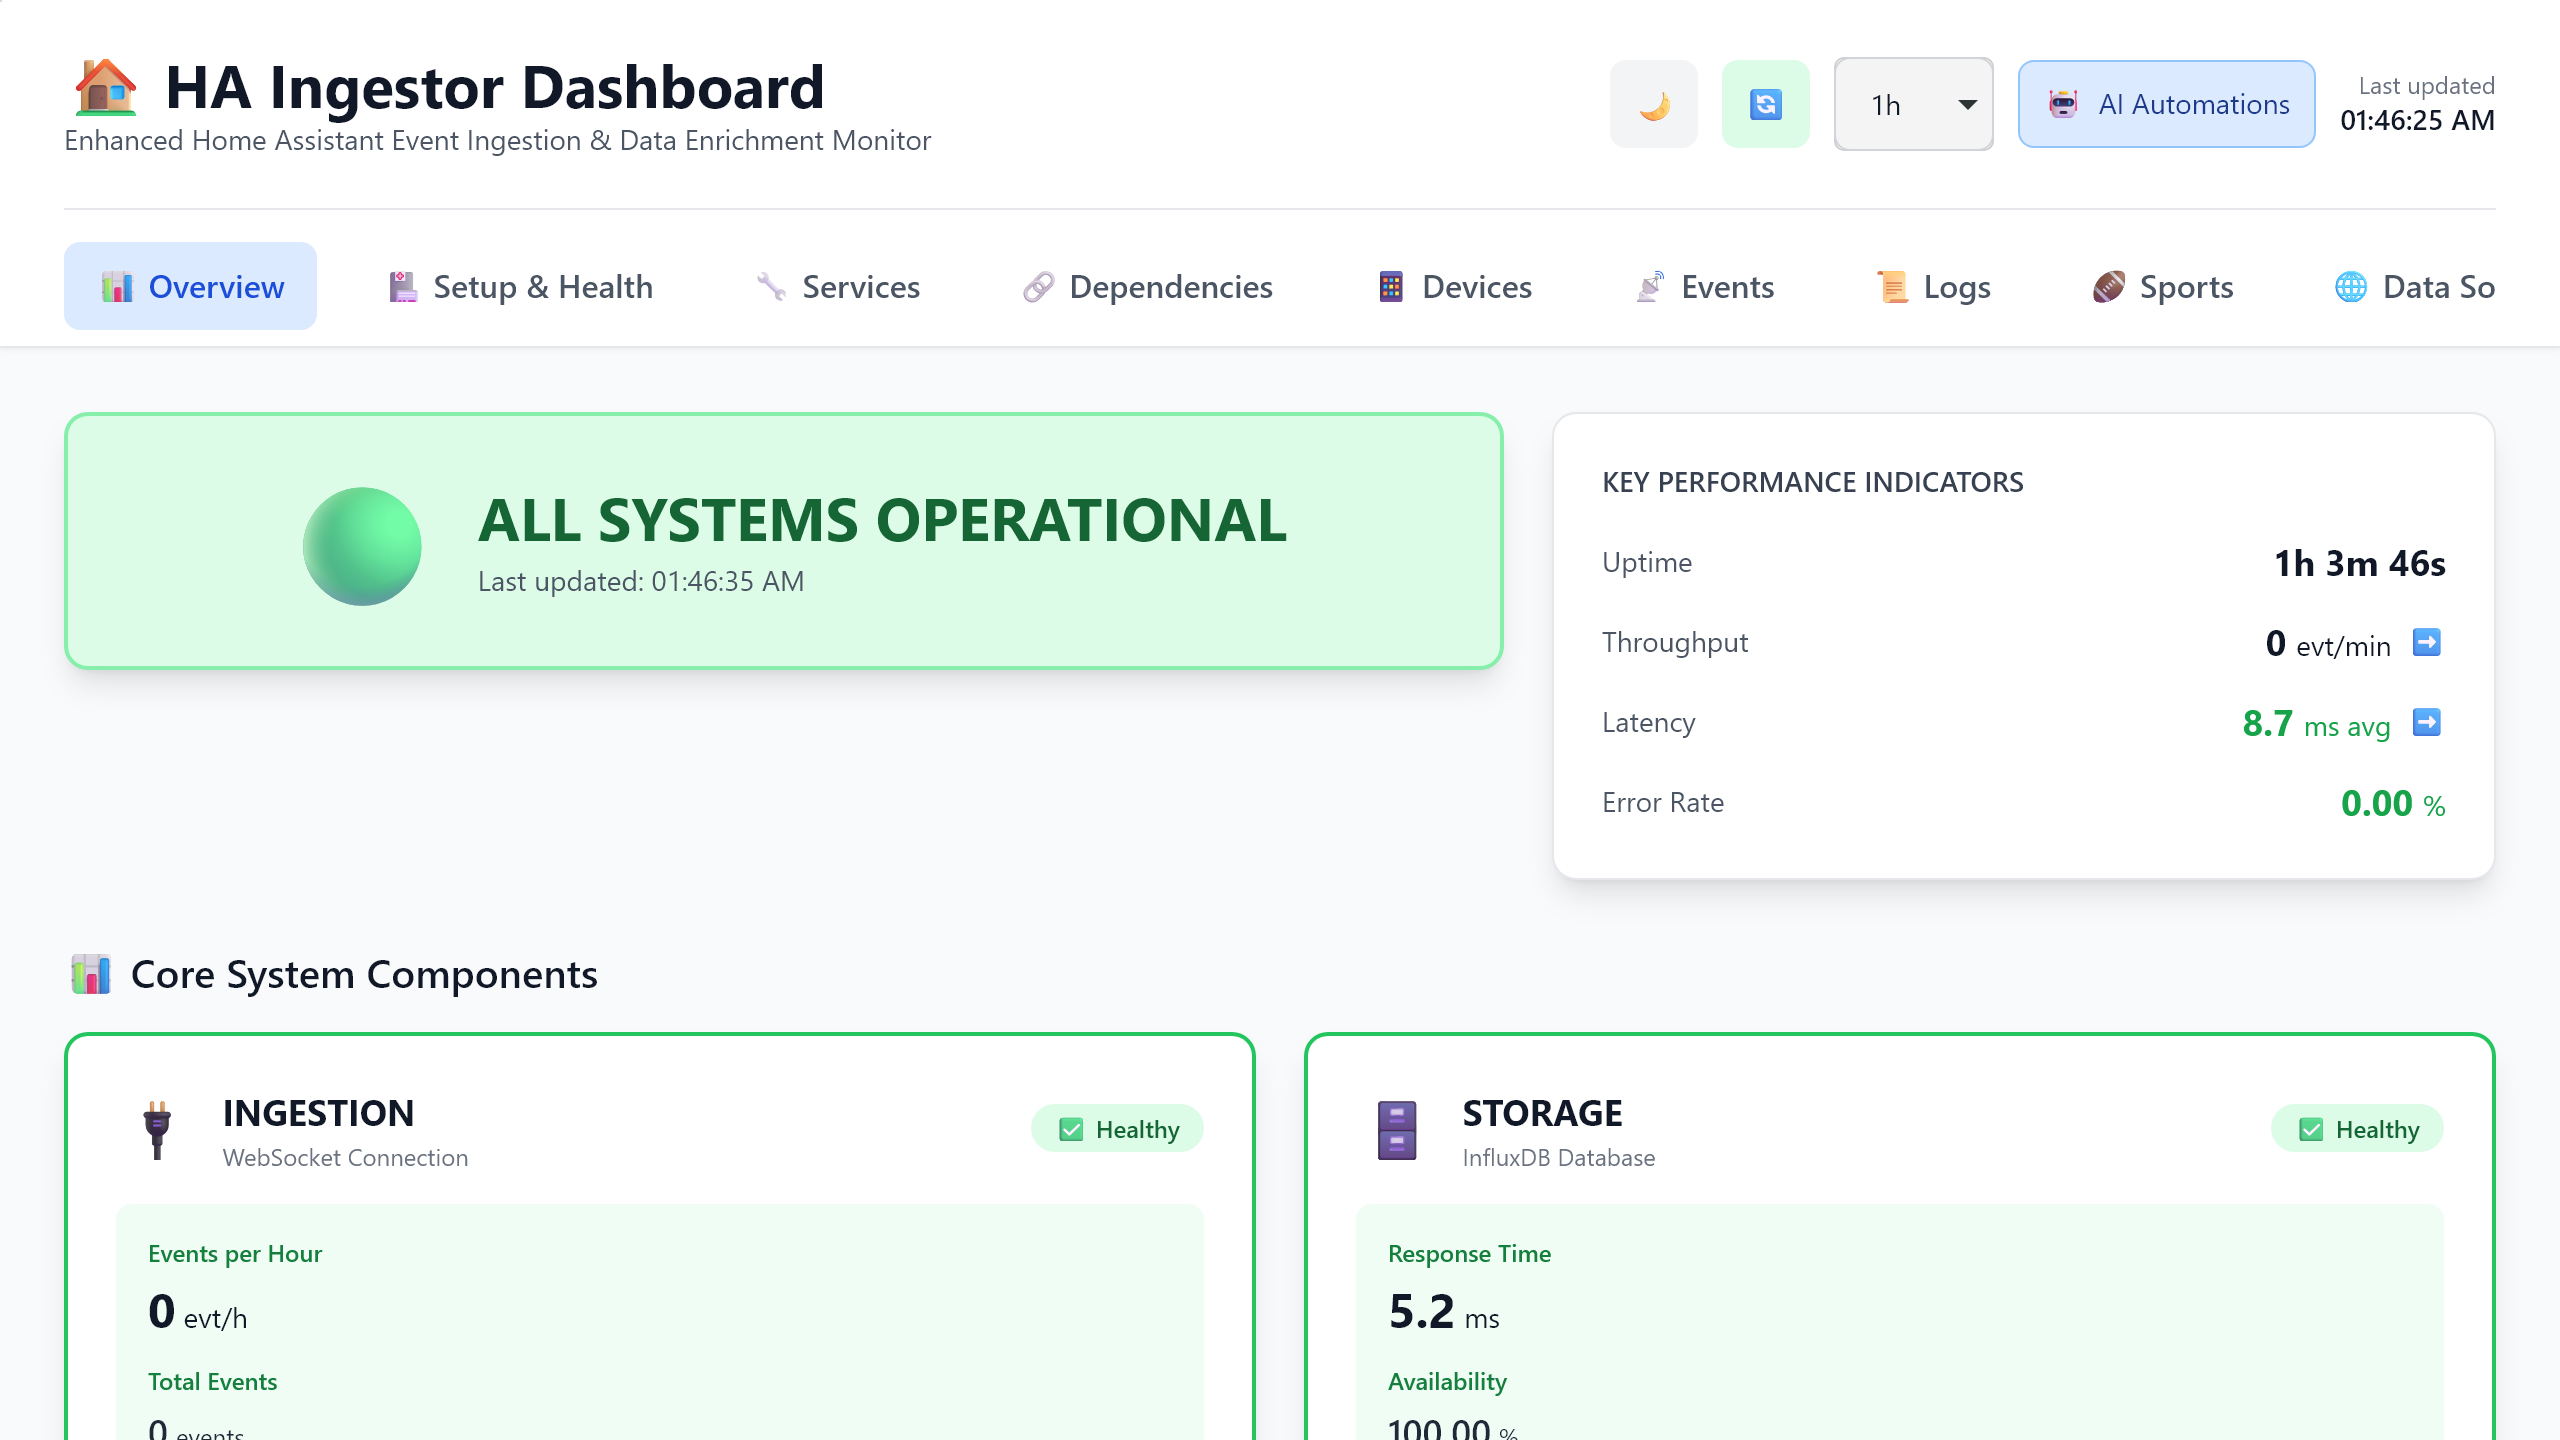 HA Ingestor Dashboard
Enhanced Home Assistant Event Ingestion & Data Enrichment Monitor
1h
AI Automations
Last updated
01:46:25 AM
Overview
Setup & Health
Services
Dependencies
Devices
Events
Logs
Sports
Data So
ALL SYSTEMS OPERATIONAL
Last updated: 01:46:35 AM
KEY PERFORMANCE INDICATORS
Uptime
1h 3m 46s
Throughput
0 evt/min
Latency
8.7 ms avg
Error Rate
0.00 %
Core System Components
INGESTION
WebSocket Connection
Healthy
Events per Hour
0 evt/h
Total Events
0 events
STORAGE
InfluxDB Database
Healthy
Response Time
5.2 ms
Availability
100.00 %